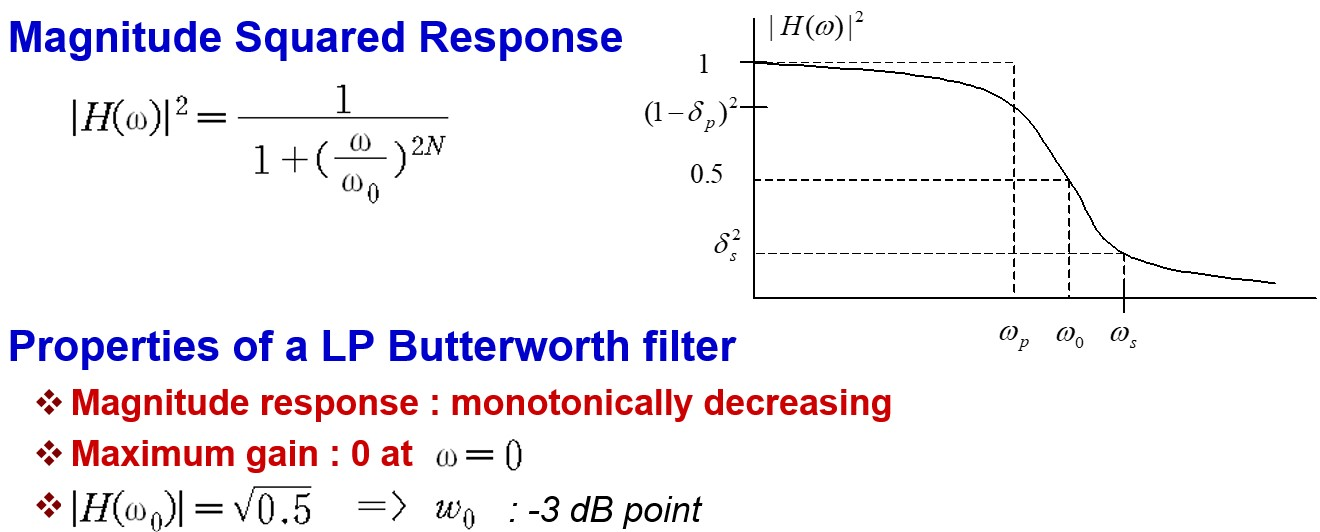 Magnitude Squared Response
|H(ω)|² = 1 / (1 + (ω/ω₀)^{2N})
|H(ω)|²
1
(1−δₚ)²
0.5
δₛ²
ωₚ ω₀ ωₛ
Properties of a LP Butterworth filter
❖ Magnitude response : monotonically decreasing
❖ Maximum gain : 0 at ω = 0
❖ |H(ω₀)| = √0.5 => w₀ : -3 dB point